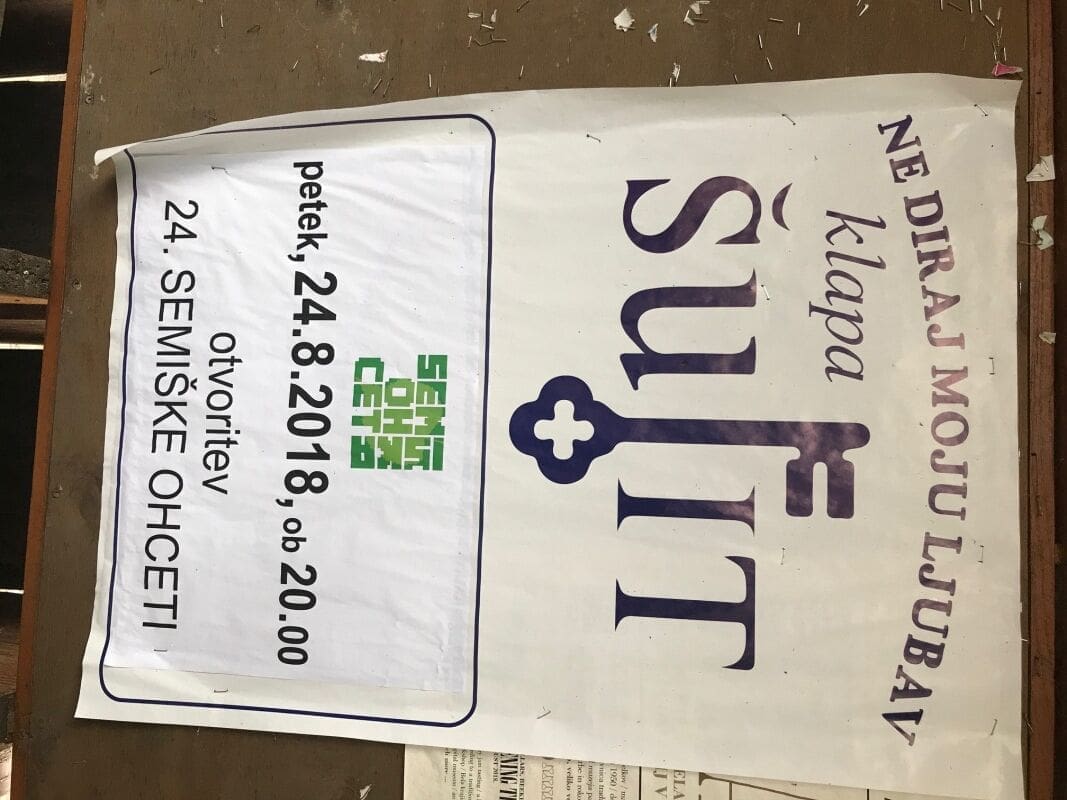 NE DIRAJ MOJU LJUBAV
klapa
ŠuFIT
petek, 24.8.2018, ob 20.00
otvoritev
24. SEMIŠKE OHCETI